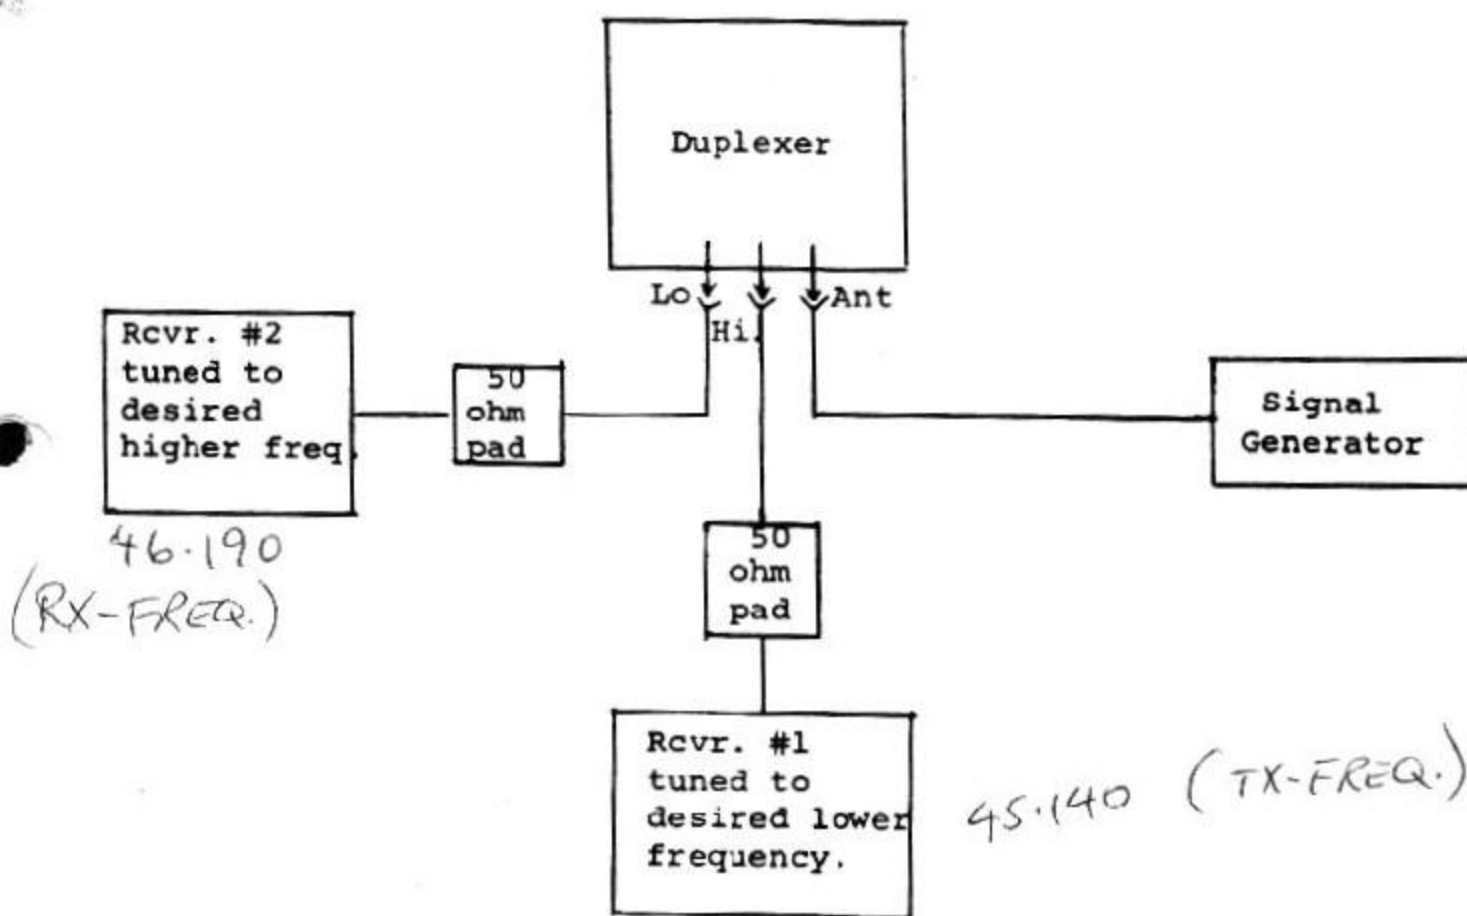 Duplexer
Lo
Hi.
Ant
Rcvr. #2
tuned to
desired
higher freq.
50
ohm
pad
Signal
Generator
46.190
(RX-FREQ.)
50
ohm
pad
Rcvr. #1
tuned to
desired lower
frequency.
45.140 (TX-FREQ.)